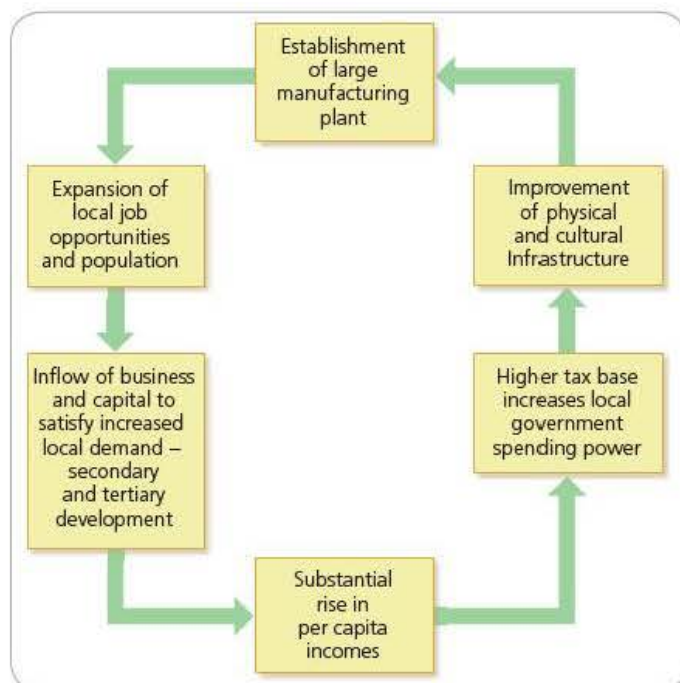 Establishment
of large
manufacturing
plant
Expansion of
local job
opportunities
and population
Inflow of business
and capital to
satisfy increased
local demand –
secondary
and tertiary
development
Substantial
rise in
per capita
incomes
Higher tax base
increases local
government
spending power
Improvement
of physical
and cultural
Infrastructure